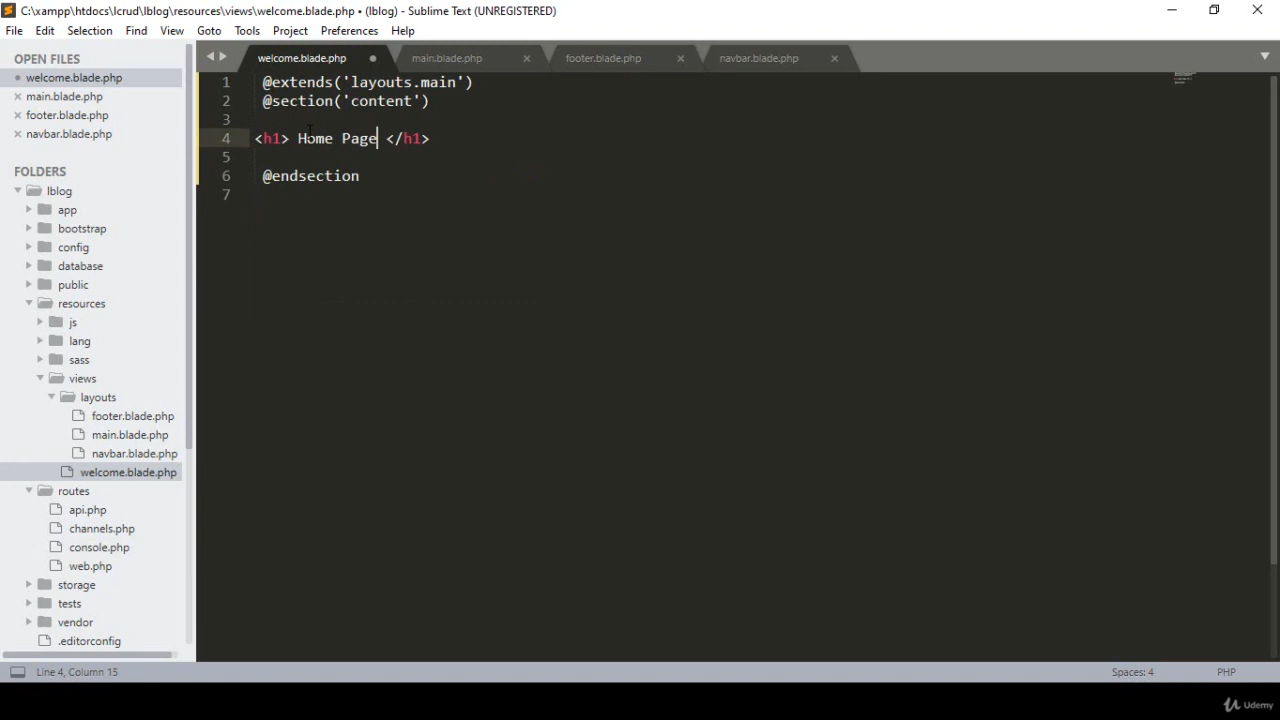 C:\xampp\htdocs\lcrud\lblog\resources\views\welcome.blade.php • (lblog) - Sublime Text (UNREGISTERED)
File Edit Selection Find View Goto Tools Project Preferences Help
OPEN FILES
welcome.blade.php
main.blade.php
footer.blade.php
navbar.blade.php
FOLDERS
lblog
app
bootstrap
config
database
public
resources
js
lang
sass
views
layouts
footer.blade.php
main.blade.php
navbar.blade.php
welcome.blade.php
routes
api.php
channels.php
console.php
web.php
storage
tests
vendor
.editorconfig
welcome.blade.php main.blade.php footer.blade.php navbar.blade.php
1 @extends('layouts.main')
2 @section('content')
3
4 <h1> Home Page </h1>
5
6 @endsection
7
Line 4, Column 15 Spaces: 4 PHP
Udemy